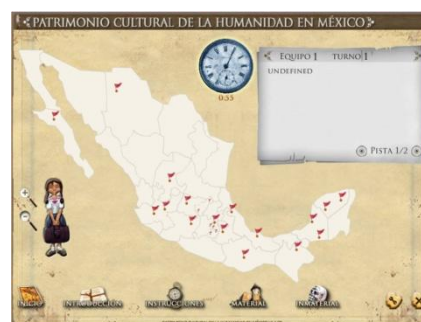 PATRIMONIO CULTURAL DE LA HUMANIDAD EN MÉXICO
EQUIPO 1 TURNO 1
UNDEFINED
0:55
PISTA 1/2
INICIO
INTRODUCCIÓN
INSTRUCCIONES
MATERIAL
INMATERIAL